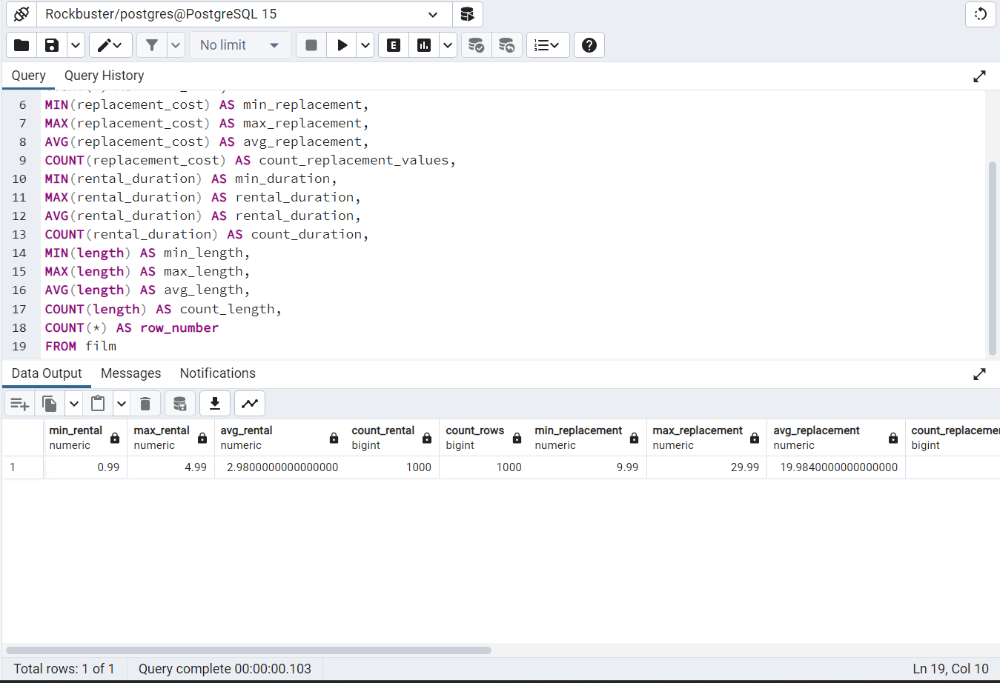 Rockbuster/postgres@PostgreSQL 15
No limit
E
Query Query History
6 MIN(replacement_cost) AS min_replacement,
7 MAX(replacement_cost) AS max_replacement,
8 AVG(replacement_cost) AS avg_replacement,
9 COUNT(replacement_cost) AS count_replacement_values,
10 MIN(rental_duration) AS min_duration,
11 MAX(rental_duration) AS rental_duration,
12 AVG(rental_duration) AS rental_duration,
13 COUNT(rental_duration) AS count_duration,
14 MIN(length) AS min_length,
15 MAX(length) AS max_length,
16 AVG(length) AS avg_length,
17 COUNT(length) AS count_length,
18 COUNT(*) AS row_number
19 FROM film
Data Output Messages Notifications
min_rental max_rental avg_rental count_rental count_rows min_replacement max_replacement avg_replacement count_replacemen
numeric numeric numeric bigint bigint numeric numeric numeric bigint
1 0.99 4.99 2.9800000000000000 1000 1000 9.99 29.99 19.9840000000000000
Total rows: 1 of 1 Query complete 00:00:00.103 Ln 19, Col 10